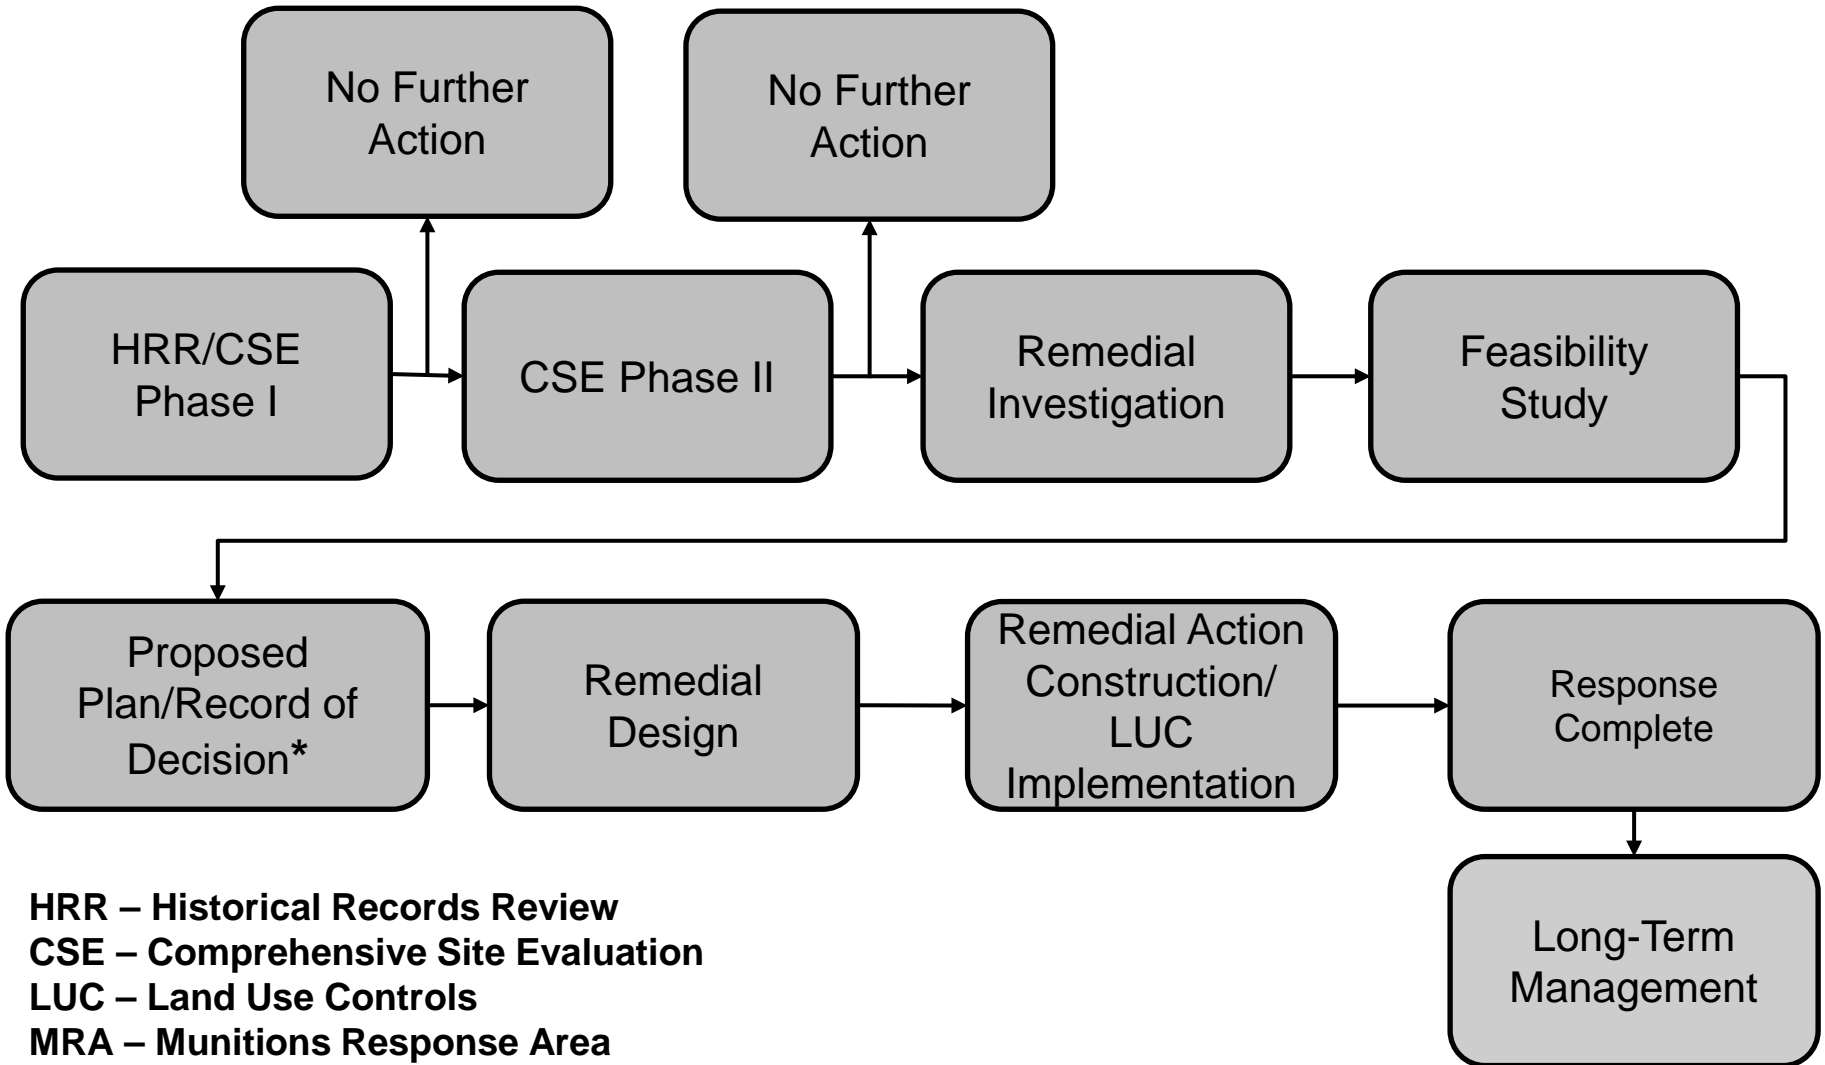 No Further
Action
No Further
Action
HRR/CSE
Phase I
CSE Phase II
Remedial
Investigation
Feasibility
Study
Proposed
Plan/Record of
Decision*
Remedial
Design
Remedial Action
Construction/
LUC
Implementation
Response
Complete
Long-Term
Management
HRR – Historical Records Review
CSE – Comprehensive Site Evaluation
LUC – Land Use Controls
MRA – Munitions Response Area